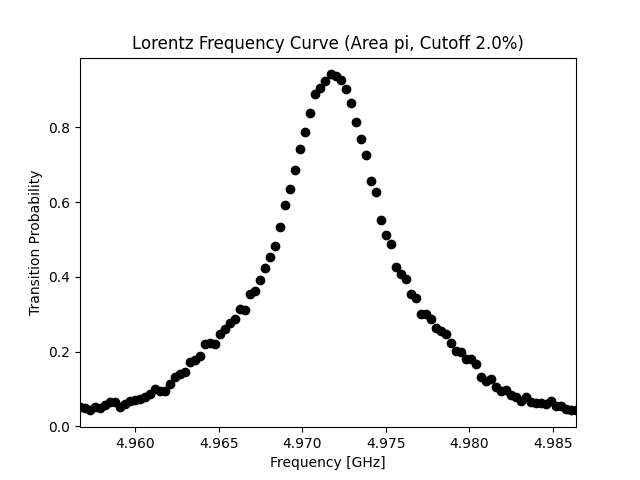 Lorentz Frequency Curve (Area pi, Cutoff 2.0%)
Transition Probability
0.8
0.6
0.4
0.2
0.0
4.960 4.965 4.970 4.975 4.980 4.985
Frequency [GHz]